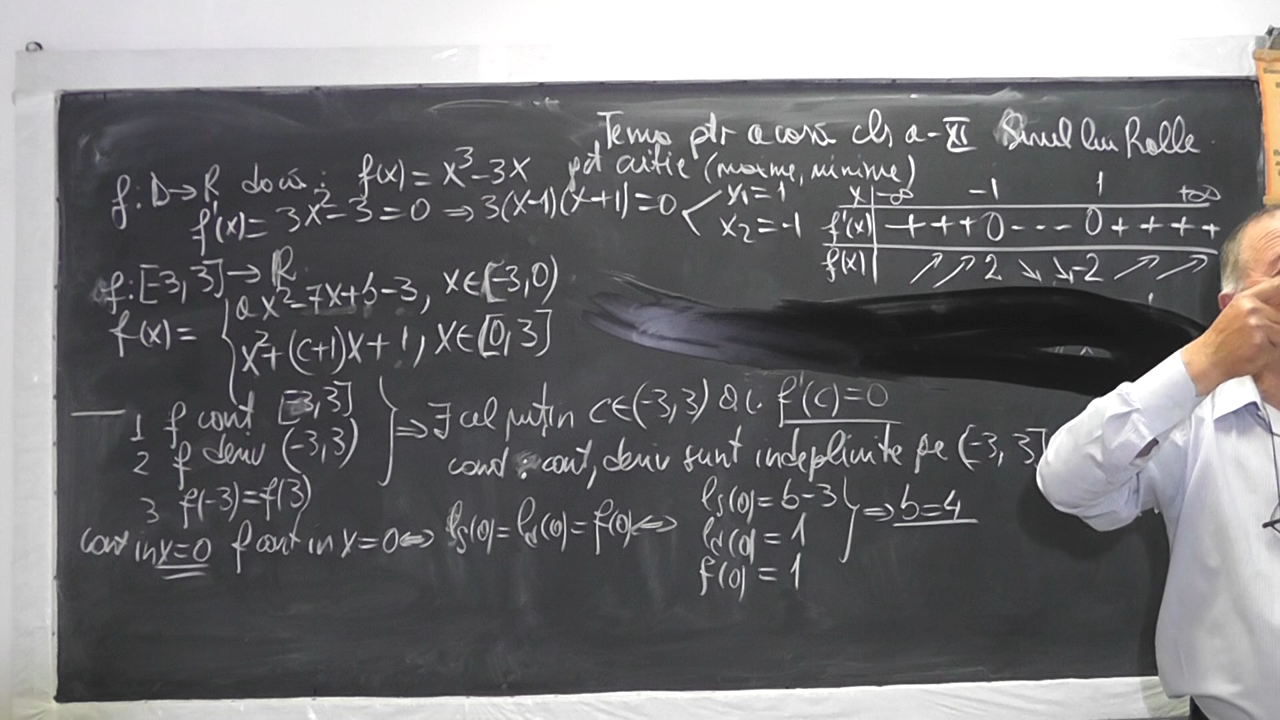 Tema ptr acasă cls a-XI Șirul lui Rolle
f: D→R dacă: f(x) = x³-3x pct critice (maxime, minime)
f'(x) = 3x²-3=0 ⇒ 3(x-1)(x+1)=0 < x₁=1
x₂=-1
x | -∞ -1 1 +∞
f'(x) | + + + 0 - - - 0 + + + +
f(x) | ↗ ↗ 2 ↘ ↘ -2 ↗ ↗
f:[-3,3]→R
f(x) = { ax²-7x+b-3, x∈[-3,0)
x²+(c+1)x+1, x∈[0,3]
1 f cont [-3,3]
2 f deriv (-3,3)
3 f(-3)=f(3)
} ⇒ ∃ cel puțin c∈(-3,3) a.î. f'(c)=0
cond: cont, deriv sunt indeplinite pe (-3,3]
cont in x=0 f cont in x=0 ⇔ ls(0)=ld(0)=f(0) ⇔
ls(0)=b-3
ld(0)=1
f(0)=1
} ⇒ b=4